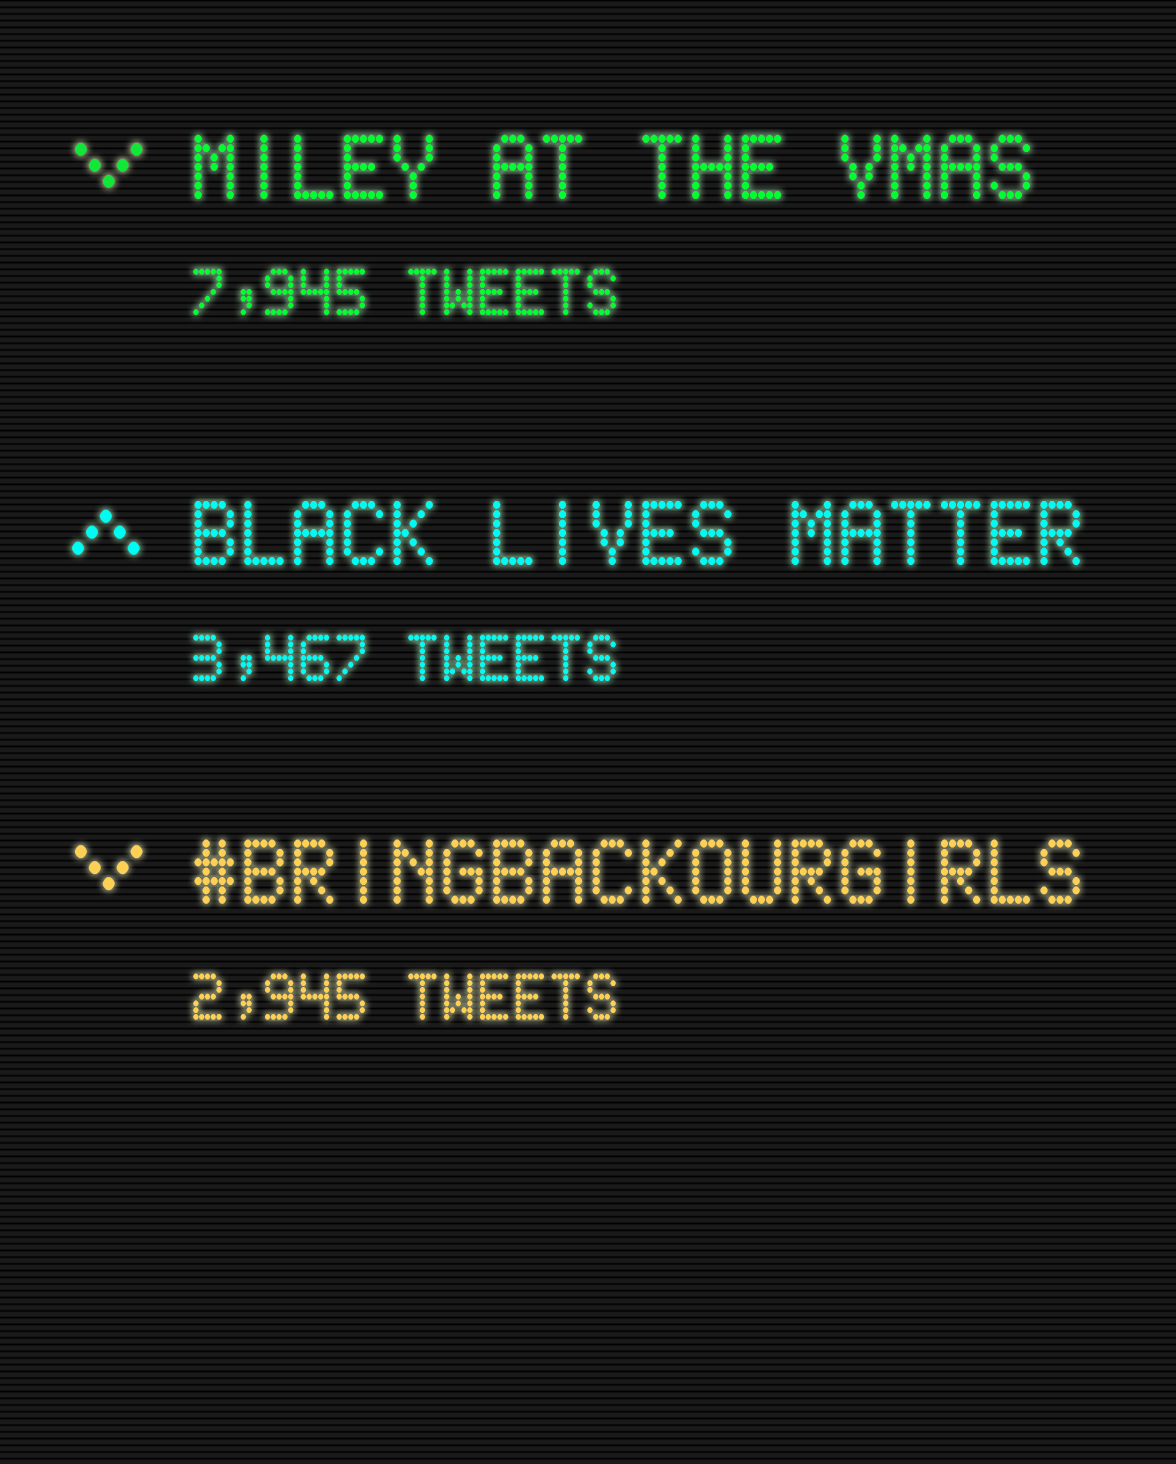 MILEY AT THE VMAS
7,945 TWEETS
BLACK LIVES MATTER
3,467 TWEETS
#BRINGBACKOURGIRLS
2,945 TWEETS